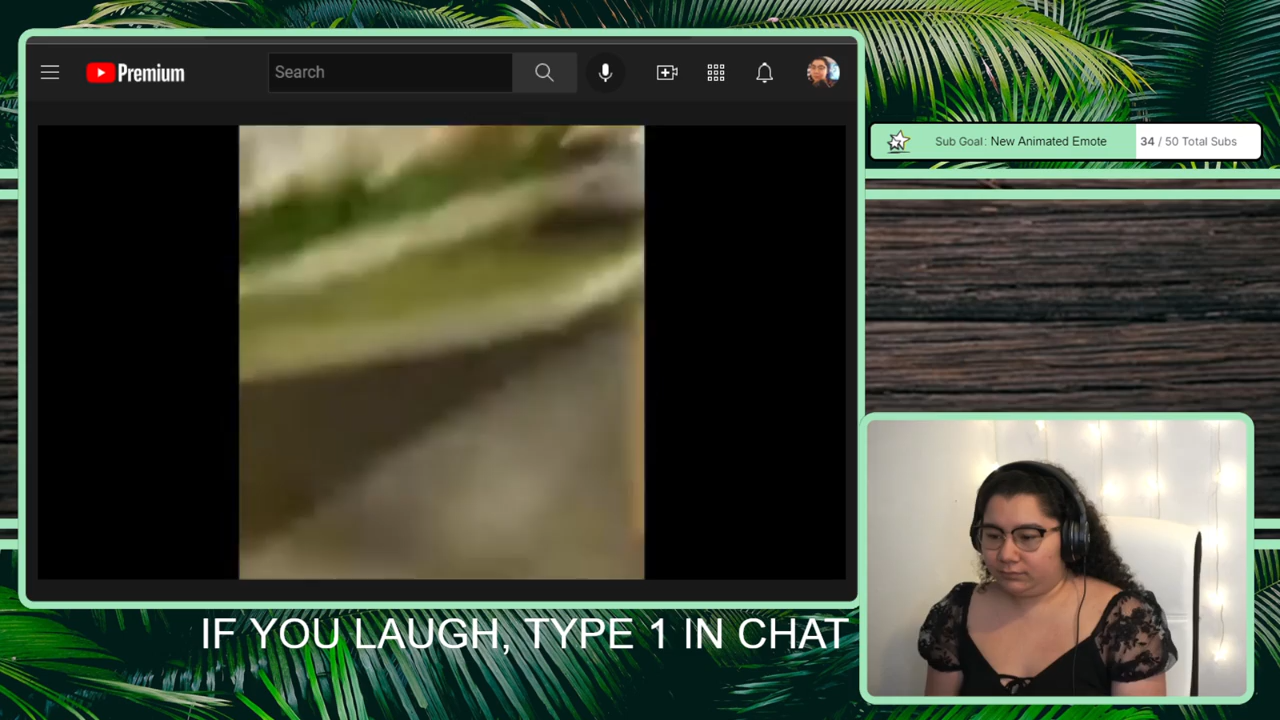 Premium
Search
Sub Goal: New Animated Emote 34 / 50 Total Subs
IF YOU LAUGH, TYPE 1 IN CHAT